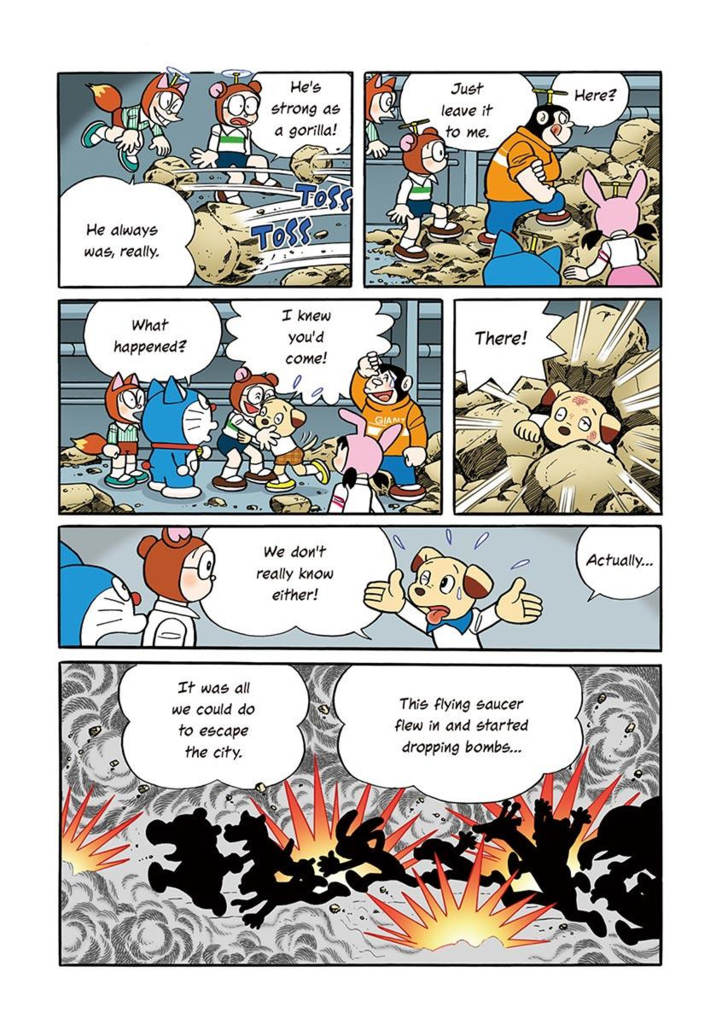 Here?
Just
leave it
to me.
He's
strong as
a gorilla!
TOSS
TOSS
He always
was, really.
There!
I knew
you'd
come!
GIANT
What
happened?
Actually...
We don't
really know
either!
This flying saucer
flew in and started
dropping bombs...
It was all
we could do
to escape
the city.